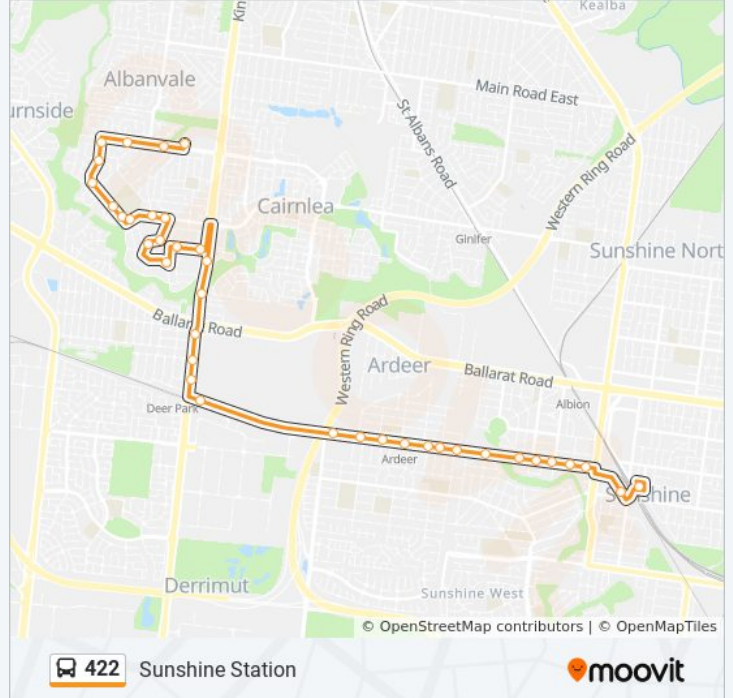 Kealba
Kin
Albanvale
Main Road East
urnside
St Albans Road
Western Ring Road
Cairnlea
Ginifer
Sunshine Nort
Ballarat Road
Western Ring Road
Ardeer
Ballarat Road
Deer Park
Albion
Ardeer
Sunshine
Derrimut
Sunshine West
© OpenStreetMap contributors | © OpenMapTiles
422 Sunshine Station
moovit